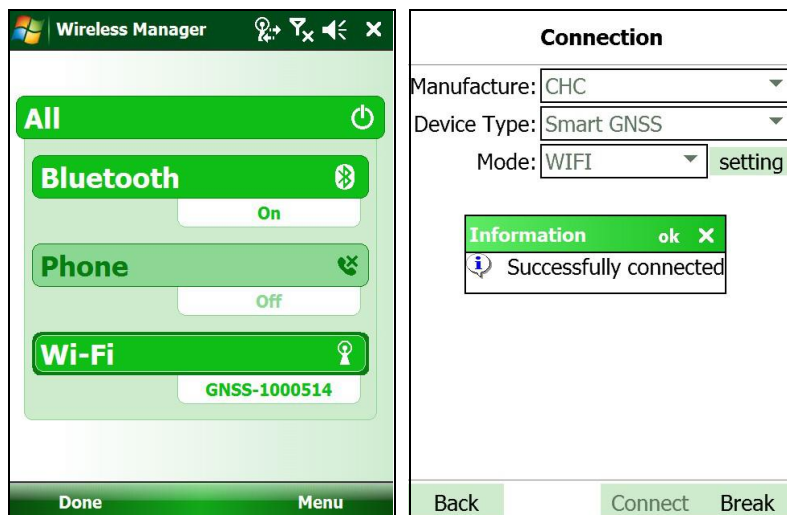 Wireless Manager
All
Bluetooth
On
Phone
Off
Wi-Fi
GNSS-1000514
Done Menu
Connection
Manufacture: CHC
Device Type: Smart GNSS
Mode: WIFI setting
Information ok
Successfully connected
Back Connect Break